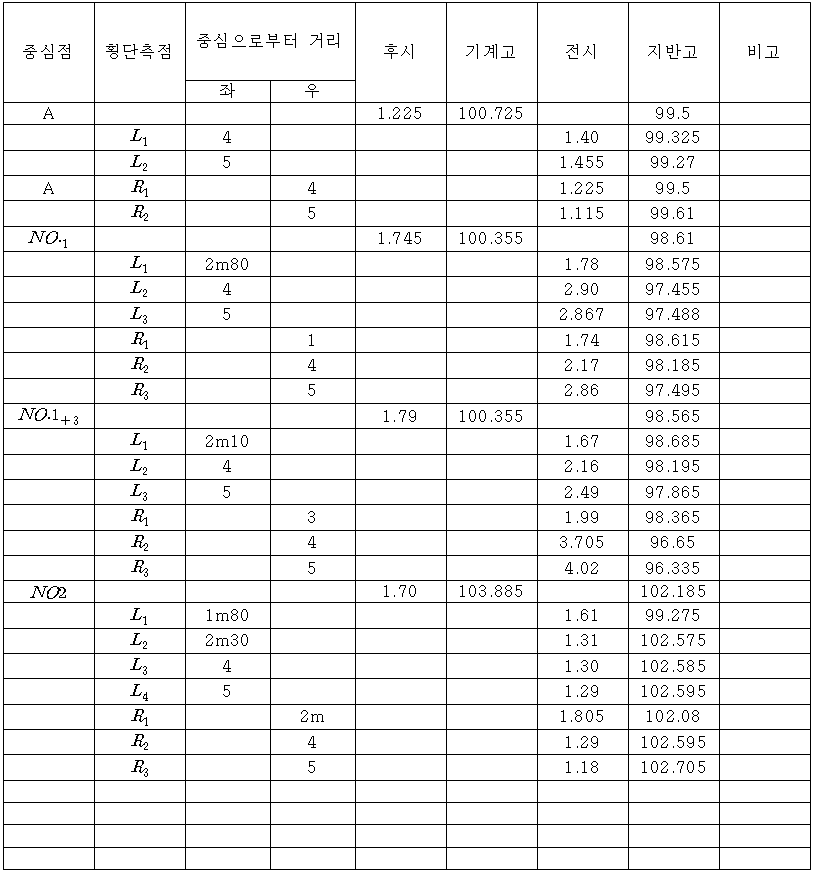 중심점 횡단측점 중심으로부터 거리 후시 기계고 전시 지반고 비고
좌 우
A 1.225 100.725 99.5
L₁ 4 1.40 99.325
L₂ 5 1.455 99.27
A R₁ 4 1.225 99.5
R₂ 5 1.115 99.61
NO.₁ 1.745 100.355 98.61
L₁ 2m80 1.78 98.575
L₂ 4 2.90 97.455
L₃ 5 2.867 97.488
R₁ 1 1.74 98.615
R₂ 4 2.17 98.185
R₃ 5 2.86 97.495
NO.1₊₃ 1.79 100.355 98.565
L₁ 2m10 1.67 98.685
L₂ 4 2.16 98.195
L₃ 5 2.49 97.865
R₁ 3 1.99 98.365
R₂ 4 3.705 96.65
R₃ 5 4.02 96.335
NO2 1.70 103.885 102.185
L₁ 1m80 1.61 99.275
L₂ 2m30 1.31 102.575
L₃ 4 1.30 102.585
L₄ 5 1.29 102.595
R₁ 2m 1.805 102.08
R₂ 4 1.29 102.595
R₃ 5 1.18 102.705